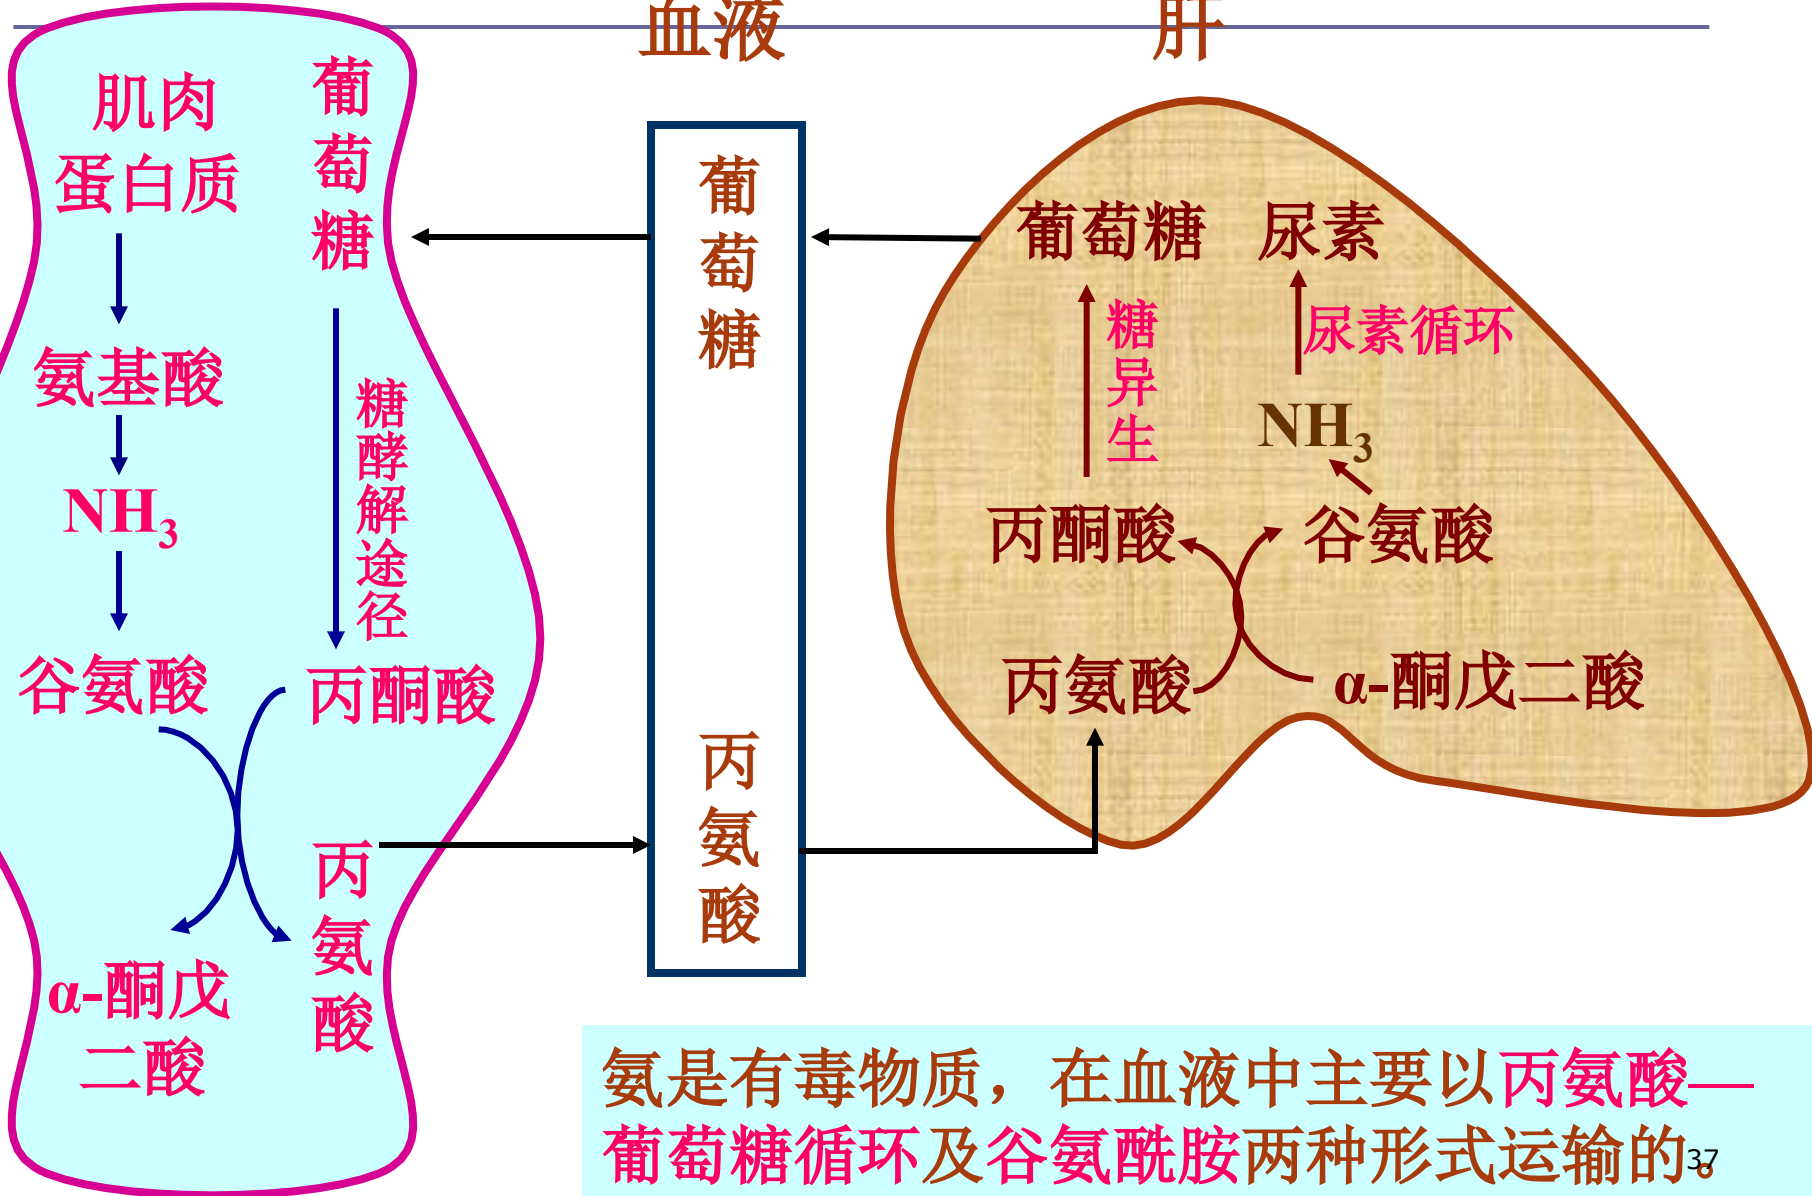 血液
肝
肌肉
蛋白质
氨基酸
NH₃
谷氨酸
α-酮戊
二酸
葡萄糖
糖酵解途径
丙酮酸
丙氨酸
葡萄糖
丙氨酸
葡萄糖
尿素
糖异生
尿素循环
NH₃
丙酮酸
谷氨酸
丙氨酸
α-酮戊二酸
氨是有毒物质，在血液中主要以丙氨酸—
葡萄糖循环及谷氨酰胺两种形式运输的。
37